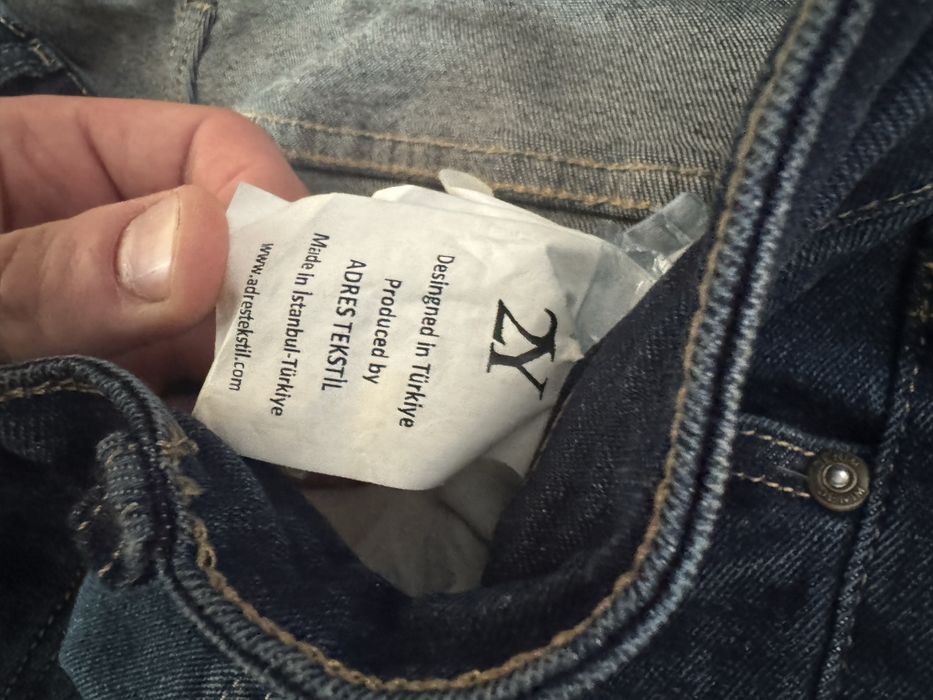 ZY
Desingned in Türkiye
Produced by
ADRES TEKSTİL
Made in İstanbul-Türkiye
www.adrestekstil.com